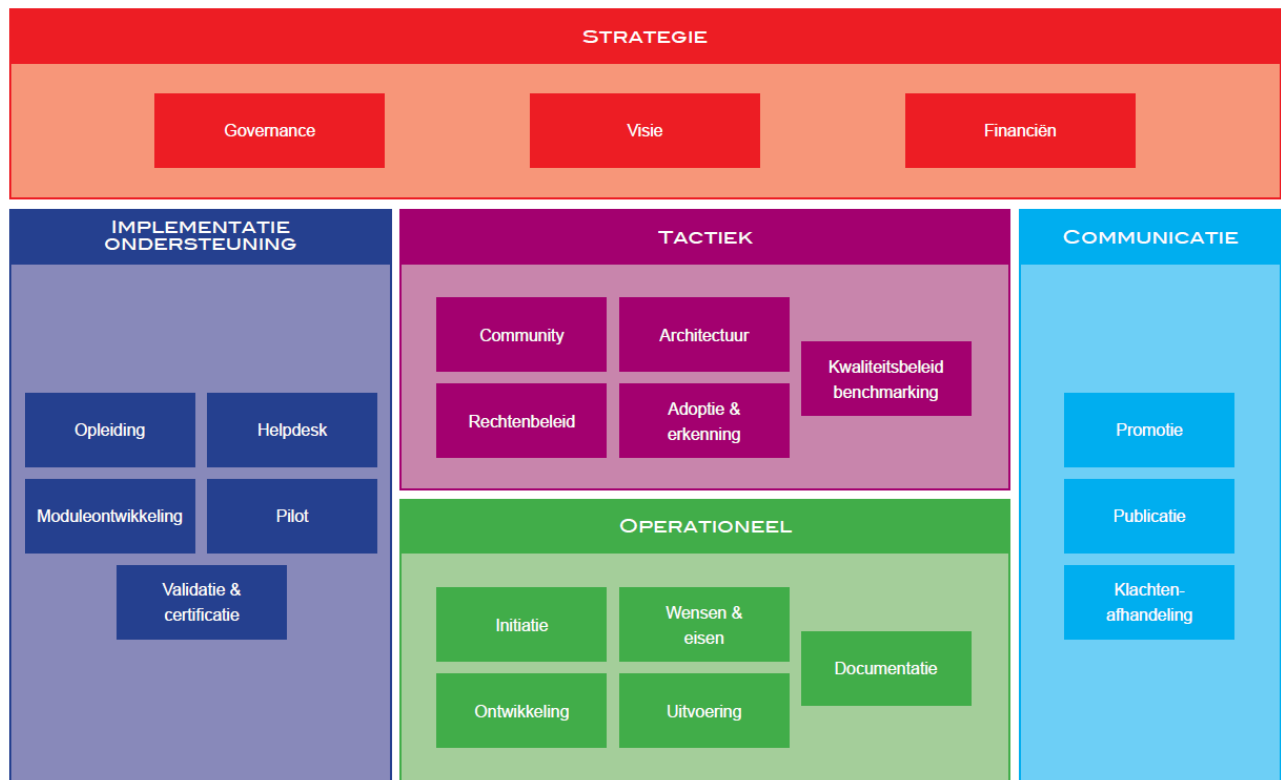 STRATEGIE
Governance
Visie
Financiën
IMPLEMENTATIE
ONDERSTEUNING
Opleiding
Helpdesk
Moduleontwikkeling
Pilot
Validatie &
certificatie
TACTIEK
Community
Architectuur
Kwaliteitsbeleid
benchmarking
Rechtenbeleid
Adoptie &
erkenning
OPERATIONEEL
Initiatie
Wensen &
eisen
Documentatie
Ontwikkeling
Uitvoering
COMMUNICATIE
Promotie
Publicatie
Klachten-
afhandeling